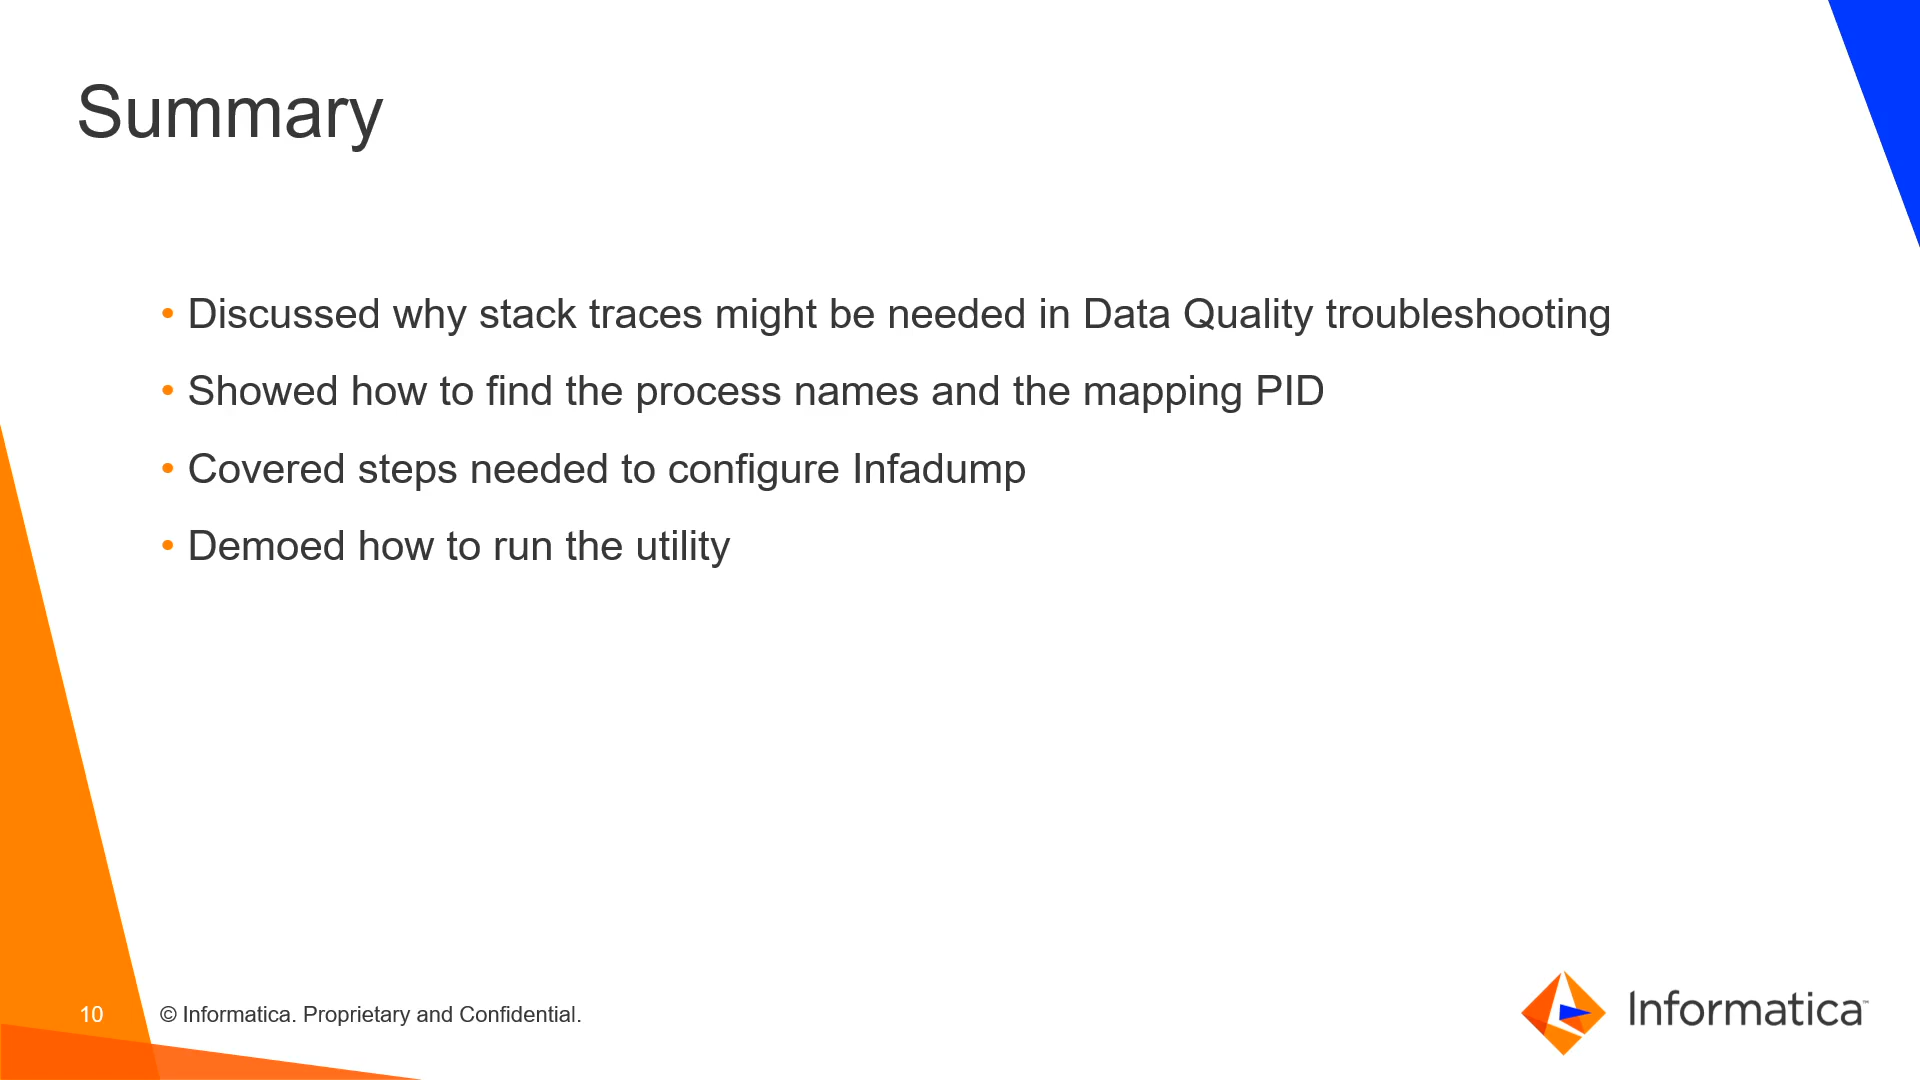 Summary
• Discussed why stack traces might be needed in Data Quality troubleshooting
• Showed how to find the process names and the mapping PID
• Covered steps needed to configure Infadump
• Demoed how to run the utility
10 © Informatica. Proprietary and Confidential.
Informatica™